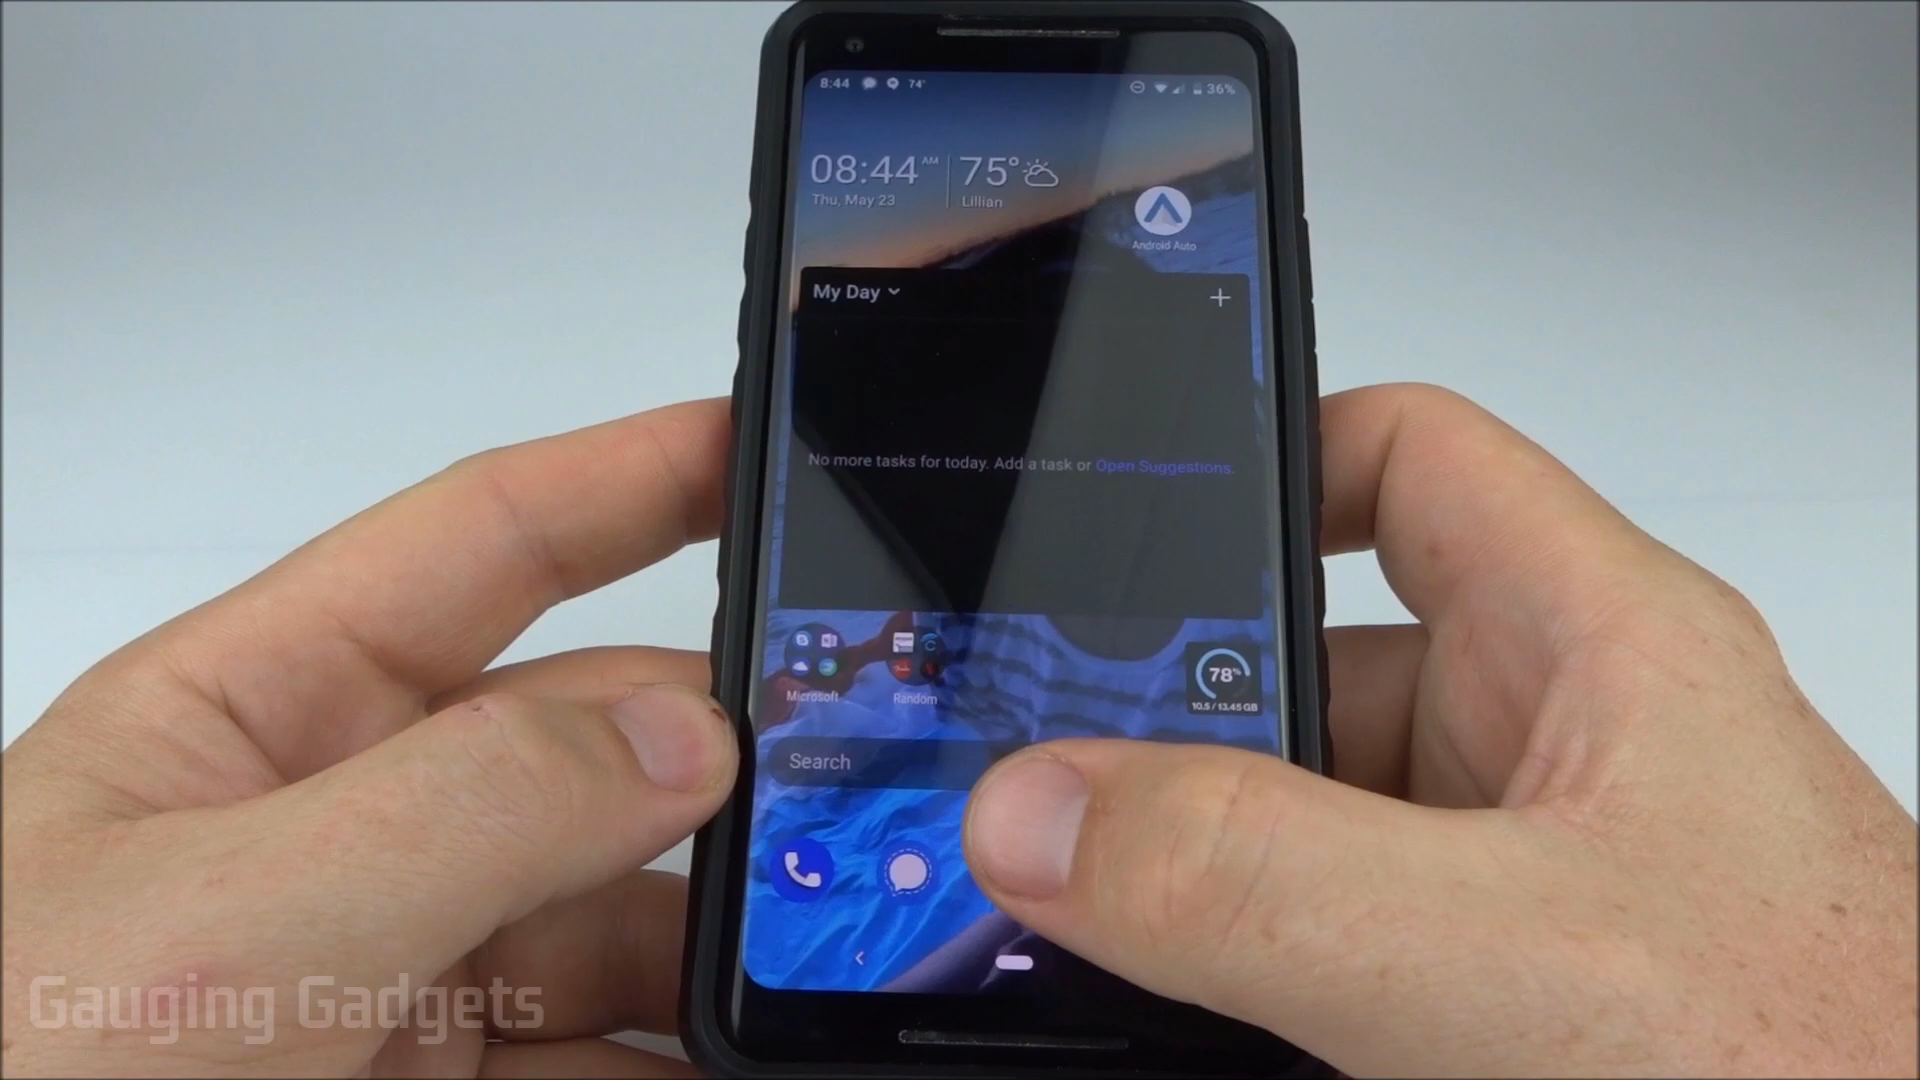 8:44 74° 36%
08:44 AM 75°
Thu, May 23 Lillian
Android Auto
My Day
No more tasks for today. Add a task or Open Suggestions.
78%
10.5 / 13.45 GB
Microsoft Random
Search
Gauging Gadgets